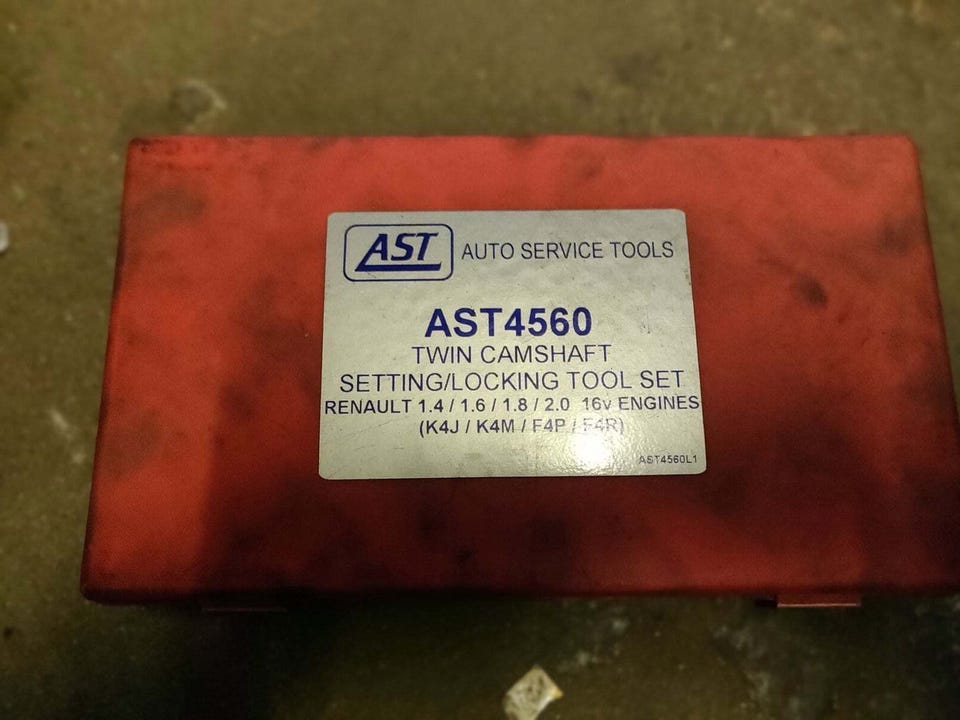 AST AUTO SERVICE TOOLS
AST4560
TWIN CAMSHAFT
SETTING/LOCKING TOOL SET
RENAULT 1.4 / 1.6 / 1.8 / 2.0 16v ENGINES
(K4J / K4M / F4P / F4R)
AST4560L1